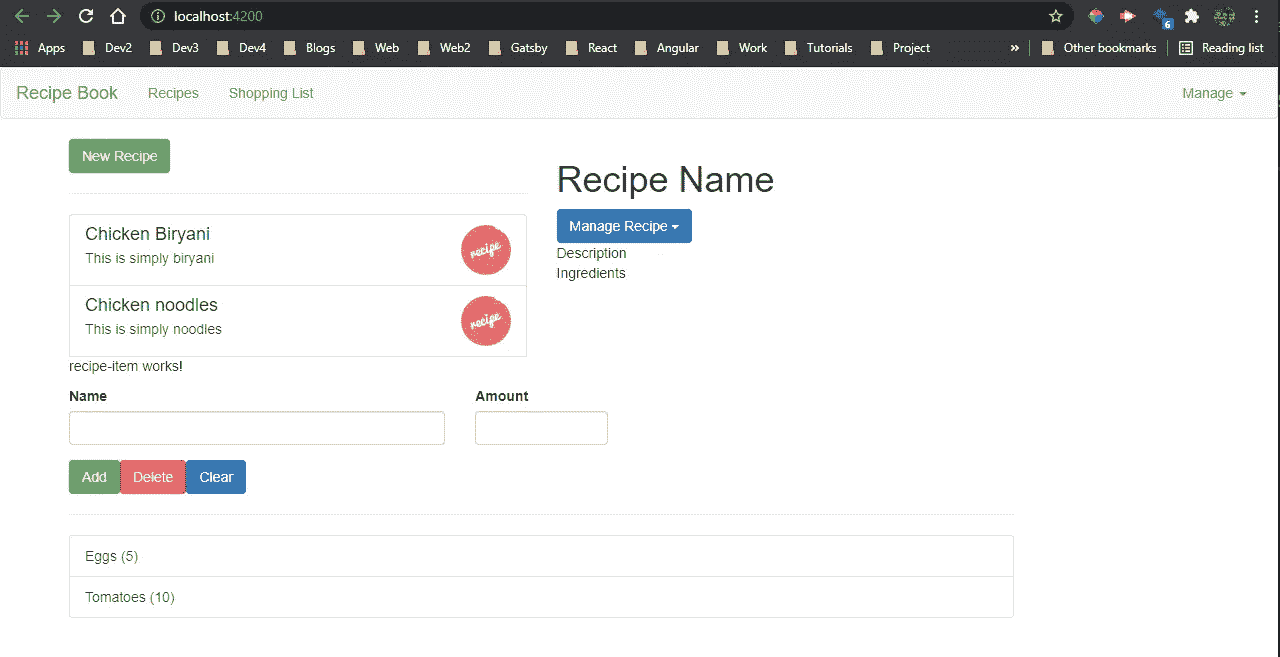 localhost:4200
6
Apps Dev2 Dev3 Dev4 Blogs Web Web2 Gatsby React Angular Work Tutorials Project » Other bookmarks Reading list
Recipe Book Recipes Shopping List Manage
New Recipe
Chicken Biryani
This is simply biryani
recipe
Chicken noodles
This is simply noodles
recipe
recipe-item works!
Recipe Name
Manage Recipe
Description
Ingredients
Name Amount
Add Delete Clear
Eggs (5)
Tomatoes (10)